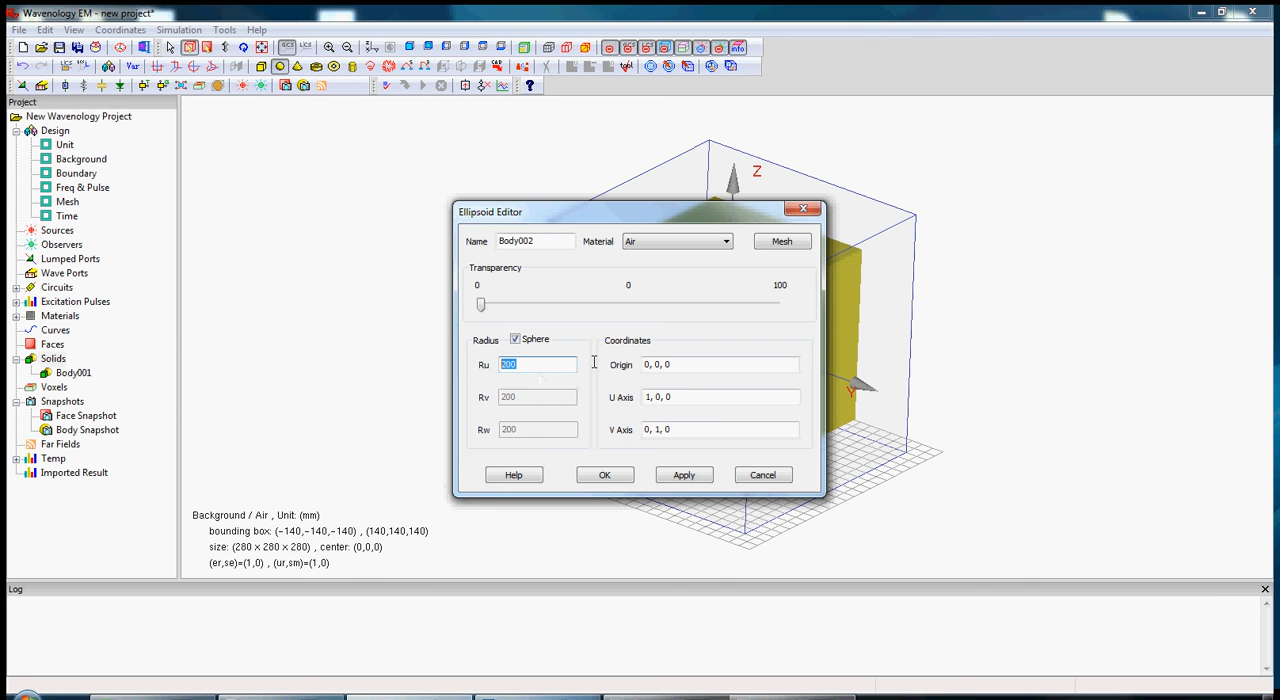 Wavenology EM - new project*
File Edit View Coordinates Simulation Tools Help
GCS LCS
info
Var
CAD
Project
New Wavenology Project
Design
Unit
Background
Boundary
Freq & Pulse
Mesh
Time
Sources
Observers
Lumped Ports
Wave Ports
Circuits
Excitation Pulses
Materials
Curves
Faces
Solids
Body001
Voxels
Snapshots
Face Snapshot
Body Snapshot
Far Fields
Temp
Imported Result
Z
Y
Ellipsoid Editor
Name Body002 Material Air Mesh
Transparency
0 0 100
Radius Sphere Coordinates
Ru 200 Origin 0, 0, 0
Rv 200 U Axis 1, 0, 0
Rw 200 V Axis 0, 1, 0
Help OK Apply Cancel
Background / Air , Unit: (mm)
bounding box: (-140,-140,-140) , (140,140,140)
size: (280 × 280 × 280) , center: (0,0,0)
(er,se)=(1,0) , (ur,sm)=(1,0)
Log